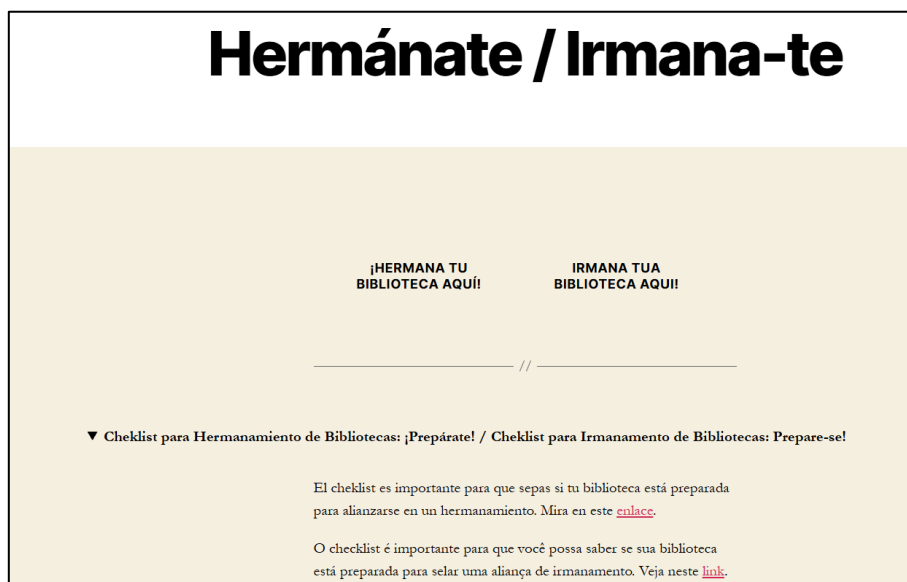 Hermánate / Irmana-te
¡HERMANA TU
BIBLIOTECA AQUÍ!
IRMANA TUA
BIBLIOTECA AQUI!
//
▼ Cheklist para Hermanamiento de Bibliotecas: ¡Prepárate! / Cheklist para Irmanamento de Bibliotecas: Prepare-se!
El cheklist es importante para que sepas si tu biblioteca está preparada
para alianzarse en un hermanamiento. Mira en este enlace.
O checklist é importante para que você possa saber se sua biblioteca
está preparada para selar uma aliança de irmanamento. Veja neste link.